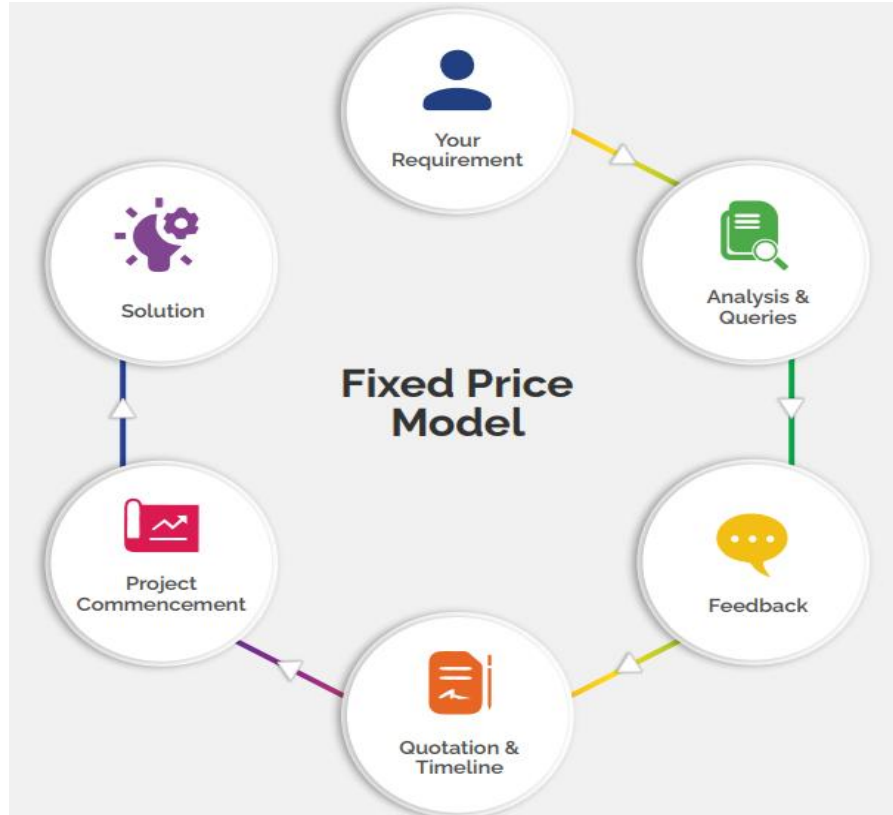 Your
Requirement
Analysis &
Queries
Feedback
Quotation &
Timeline
Project
Commencement
Solution
Fixed Price
Model